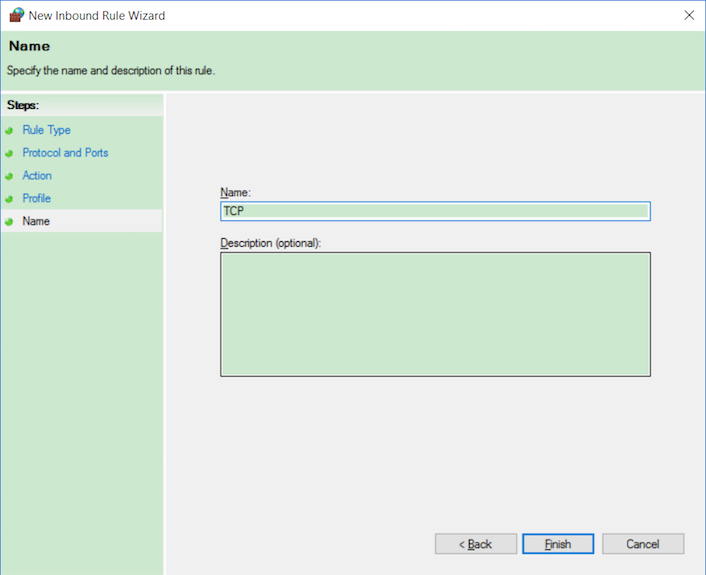 New Inbound Rule Wizard
Name
Specify the name and description of this rule.
Steps:
Rule Type
Protocol and Ports
Action
Profile
Name
Name:
TCP
Description (optional):
< Back
Finish
Cancel